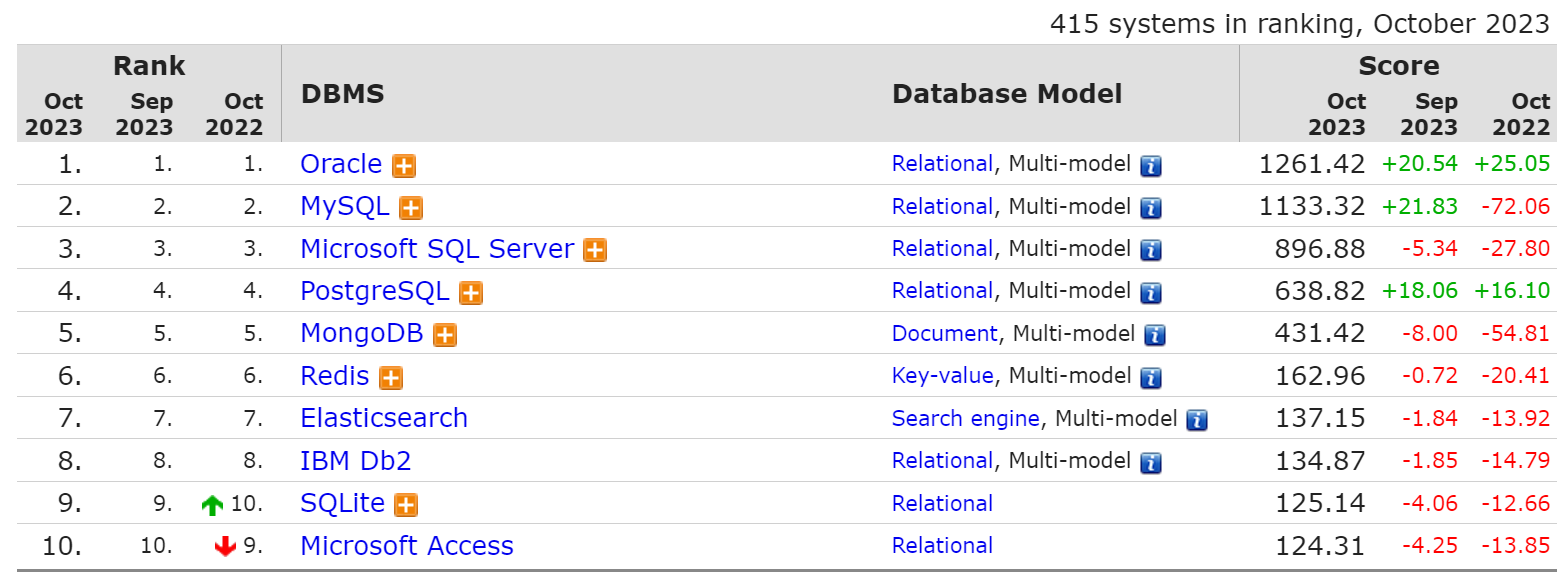 415 systems in ranking, October 2023
Rank DBMS Database Model Score
Oct 2023 Sep 2023 Oct 2022 Oct 2023 Sep 2023 Oct 2022
1. 1. 1. Oracle Relational, Multi-model 1261.42 +20.54 +25.05
2. 2. 2. MySQL Relational, Multi-model 1133.32 +21.83 -72.06
3. 3. 3. Microsoft SQL Server Relational, Multi-model 896.88 -5.34 -27.80
4. 4. 4. PostgreSQL Relational, Multi-model 638.82 +18.06 +16.10
5. 5. 5. MongoDB Document, Multi-model 431.42 -8.00 -54.81
6. 6. 6. Redis Key-value, Multi-model 162.96 -0.72 -20.41
7. 7. 7. Elasticsearch Search engine, Multi-model 137.15 -1.84 -13.92
8. 8. 8. IBM Db2 Relational, Multi-model 134.87 -1.85 -14.79
9. 9. 10. SQLite Relational 125.14 -4.06 -12.66
10. 10. 9. Microsoft Access Relational 124.31 -4.25 -13.85